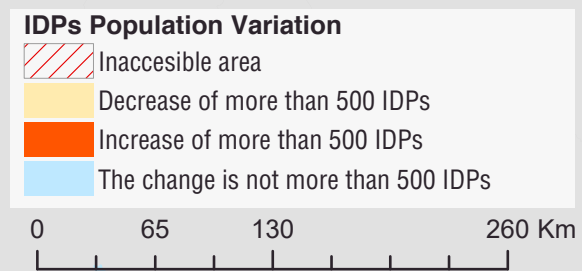 IDPs Population Variation
Inaccesible area
Decrease of more than 500 IDPs
Increase of more than 500 IDPs
The change is not more than 500 IDPs
0 65 130 260 Km